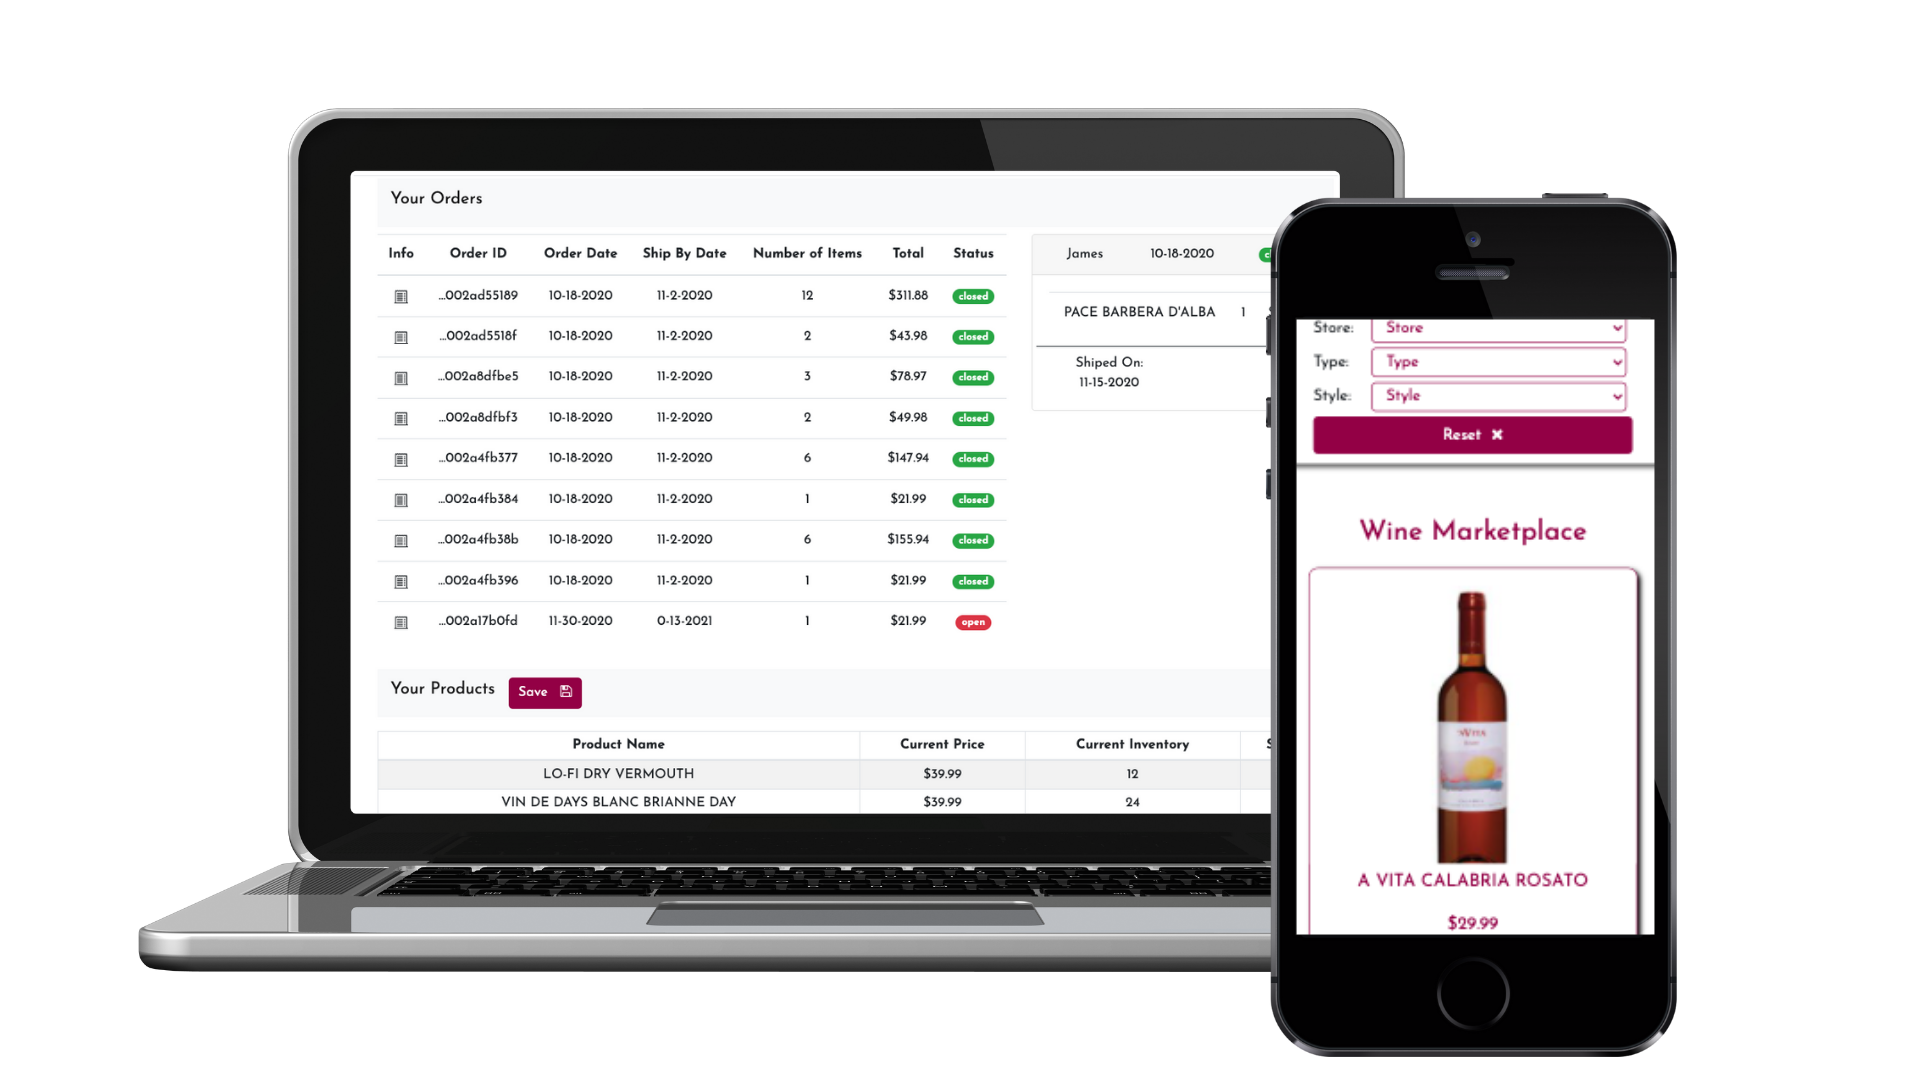 Your Orders
Info Order ID Order Date Ship By Date Number of Items Total Status
...002ad55189 10-18-2020 11-2-2020 12 $311.88 closed
...002ad5518f 10-18-2020 11-2-2020 2 $43.98 closed
...002a8dfbe5 10-18-2020 11-2-2020 3 $78.97 closed
...002a8dfbf3 10-18-2020 11-2-2020 2 $49.98 closed
...002a4fb377 10-18-2020 11-2-2020 6 $147.94 closed
...002a4fb384 10-18-2020 11-2-2020 1 $21.99 closed
...002a4fb38b 10-18-2020 11-2-2020 6 $155.94 closed
...002a4fb396 10-18-2020 11-2-2020 1 $21.99 closed
...002a17b0fd 11-30-2020 0-13-2021 1 $21.99 open
James 10-18-2020
PACE BARBERA D'ALBA 1
Shiped On:
11-15-2020
Your Products Save
Product Name Current Price Current Inventory
LO-FI DRY VERMOUTH $39.99 12
VIN DE DAYS BLANC BRIANNE DAY $39.99 24
Store: Store
Type: Type
Style: Style
Reset
Wine Marketplace
A VITA CALABRIA ROSATO
$29.99